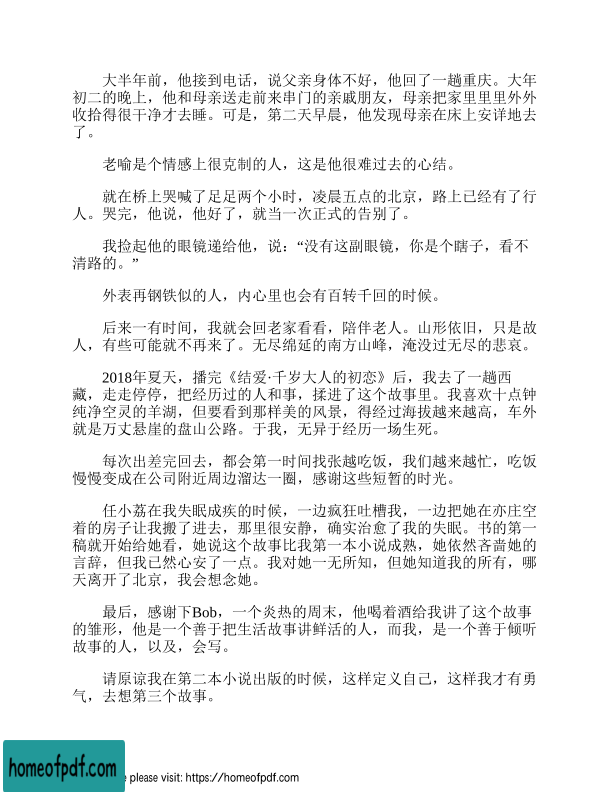 大半年前，他接到电话，说父亲身体不好，他回了一趟重庆。大年
初二的晚上，他和母亲送走前来串门的亲戚朋友，母亲把家里里里外外
收拾得很干净才去睡。可是，第二天早晨，他发现母亲在床上安详地去
了。
老喻是个情感上很克制的人，这是他很难过去的心结。
就在桥上哭喊了足足两个小时，凌晨五点的北京，路上已经有了行
人。哭完，他说，他好了，就当一次正式的告别了。
我捡起他的眼镜递给他，说：“没有这副眼镜，你是个瞎子，看不
清路的。”
外表再钢铁似的人，内心里也会有百转千回的时候。
后来一有时间，我就会回老家看看，陪伴老人。山形依旧，只是故
人，有些可能就不再来了。无尽绵延的南方山峰，淹没过无尽的悲哀。
2018年夏天，播完《结爱·千岁大人的初恋》后，我去了一趟西
藏，走走停停，把经历过的人和事，揉进了这个故事里。我喜欢十点钟
纯净空灵的羊湖，但要看到那样美的风景，得经过海拔越来越高，车外
就是万丈悬崖的盘山公路。于我，无异于经历一场生死。
每次出差完回去，都会第一时间找张越吃饭，我们越来越忙，吃饭
慢慢变成在公司附近周边溜达一圈，感谢这些短暂的时光。
任小荔在我失眠成疾的时候，一边疯狂吐槽我，一边把她在亦庄空
着的房子让我搬了进去，那里很安静，确实治愈了我的失眠。书的第一
稿就开始给她看，她说这个故事比我第一本小说成熟，她依然吝啬她的
言辞，但我已然心安了一点。我对她一无所知，但她知道我的所有，哪
天离开了北京，我会想念她。
最后，感谢下Bob，一个炎热的周末，他喝着酒给我讲了这个故事
的雏形，他是一个善于把生活故事讲鲜活的人，而我，是一个善于倾听
故事的人，以及，会写。
请原谅我在第二本小说出版的时候，这样定义自己，这样我才有勇
气，去想第三个故事。
homeofpdf.com
e please visit: https://homeofpdf.com